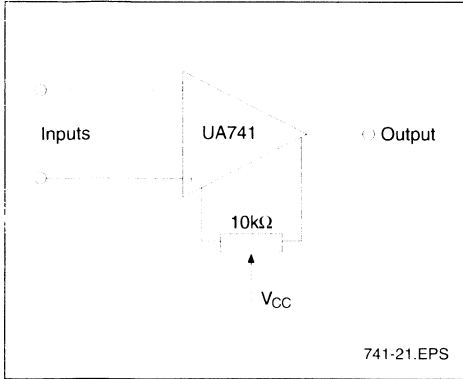 Inputs
UA741
Output
10kΩ
VCC
741-21.EPS